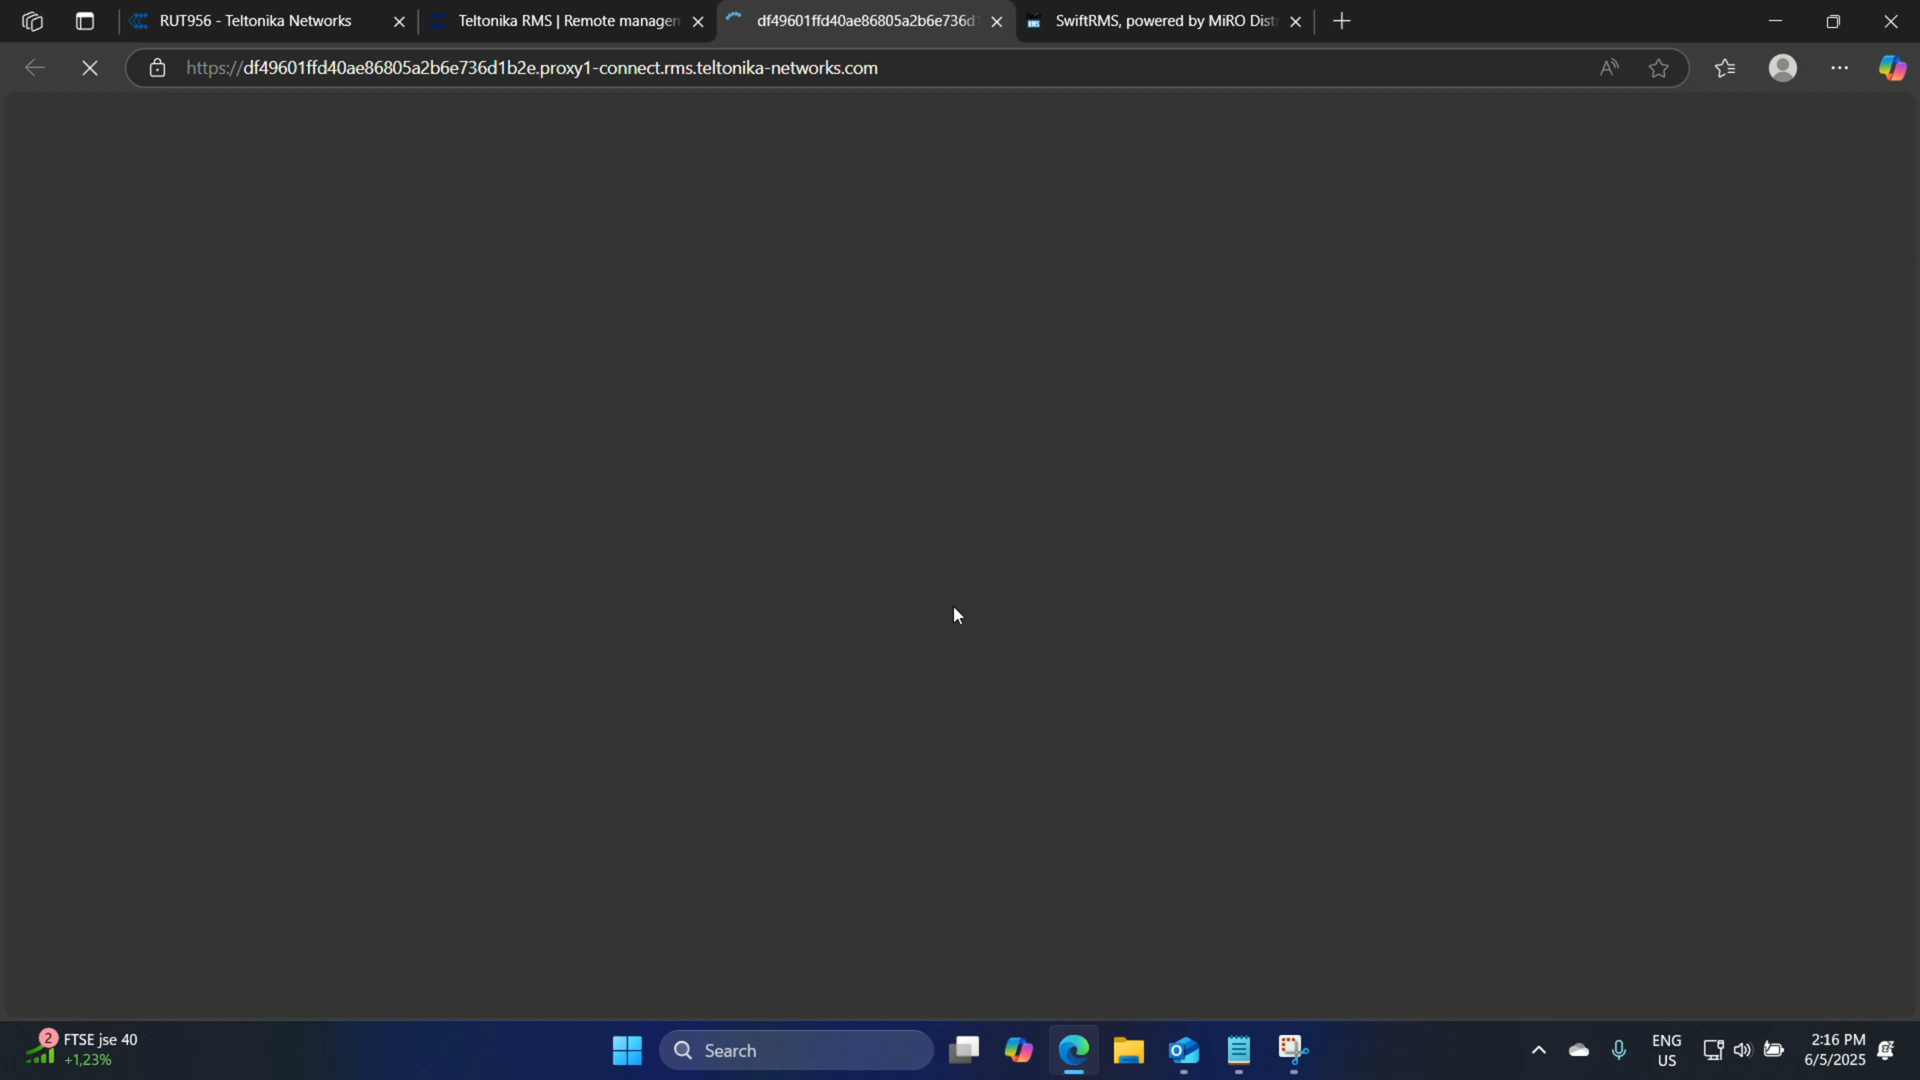 RUT956 - Teltonika Networks
Teltonika RMS | Remote managem
df49601ffd40ae86805a2b6e736d
SwiftRMS, powered by MiRO Dist
https://df49601ffd40ae86805a2b6e736d1b2e.proxy1-connect.rms.teltonika-networks.com
2
FTSE jse 40
+1,23%
Search
ENG
US
2:16 PM
6/5/2025